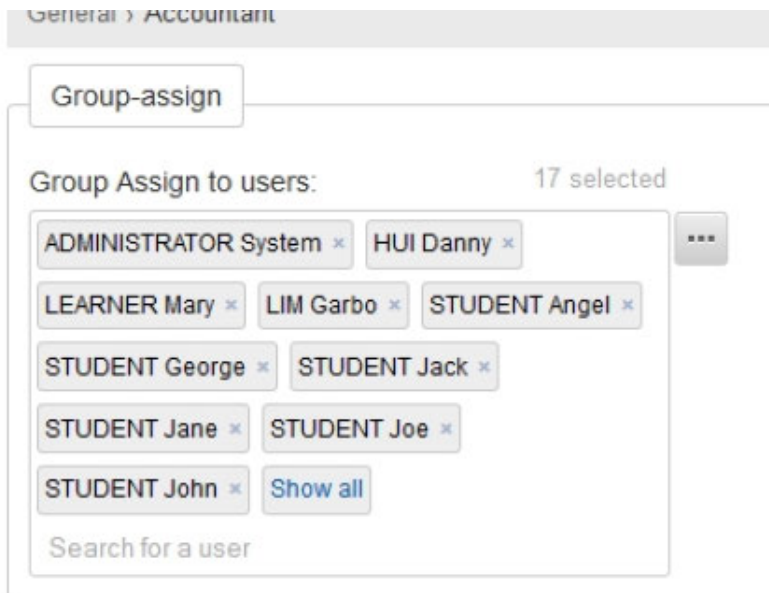 General › Accountant
Group-assign
Group Assign to users: 17 selected
ADMINISTRATOR System × HUI Danny × ...
LEARNER Mary × LIM Garbo × STUDENT Angel ×
STUDENT George × STUDENT Jack ×
STUDENT Jane × STUDENT Joe ×
STUDENT John × Show all
Search for a user